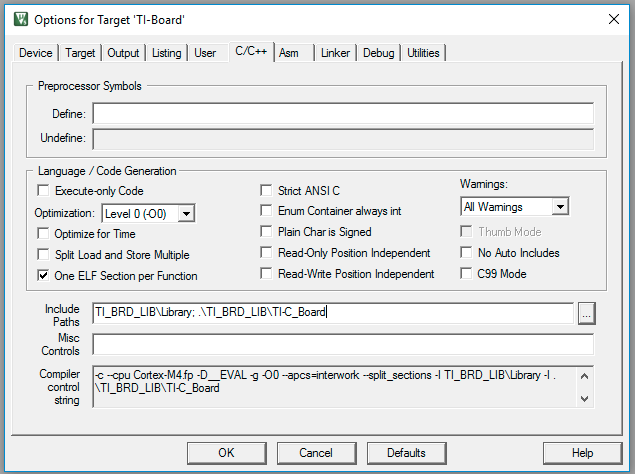 Options for Target 'TI-Board'
Device Target Output Listing User C/C++ Asm Linker Debug Utilities
Preprocessor Symbols
Define:
Undefine:
Language / Code Generation
Execute-only Code
Optimization: Level 0 (-O0)
Optimize for Time
Split Load and Store Multiple
One ELF Section per Function
Strict ANSI C
Enum Container always int
Plain Char is Signed
Read-Only Position Independent
Read-Write Position Independent
Warnings:
All Warnings
Thumb Mode
No Auto Includes
C99 Mode
Include
Paths
TI_BRD_LIB\Library; .\TI_BRD_LIB\TI-C_Board
...
Misc
Controls
Compiler
control
string
-c --cpu Cortex-M4.fp -D__EVAL -g -O0 --apcs=interwork --split_sections -I TI_BRD_LIB\Library -I .
\TI_BRD_LIB\TI-C_Board
OK Cancel Defaults Help